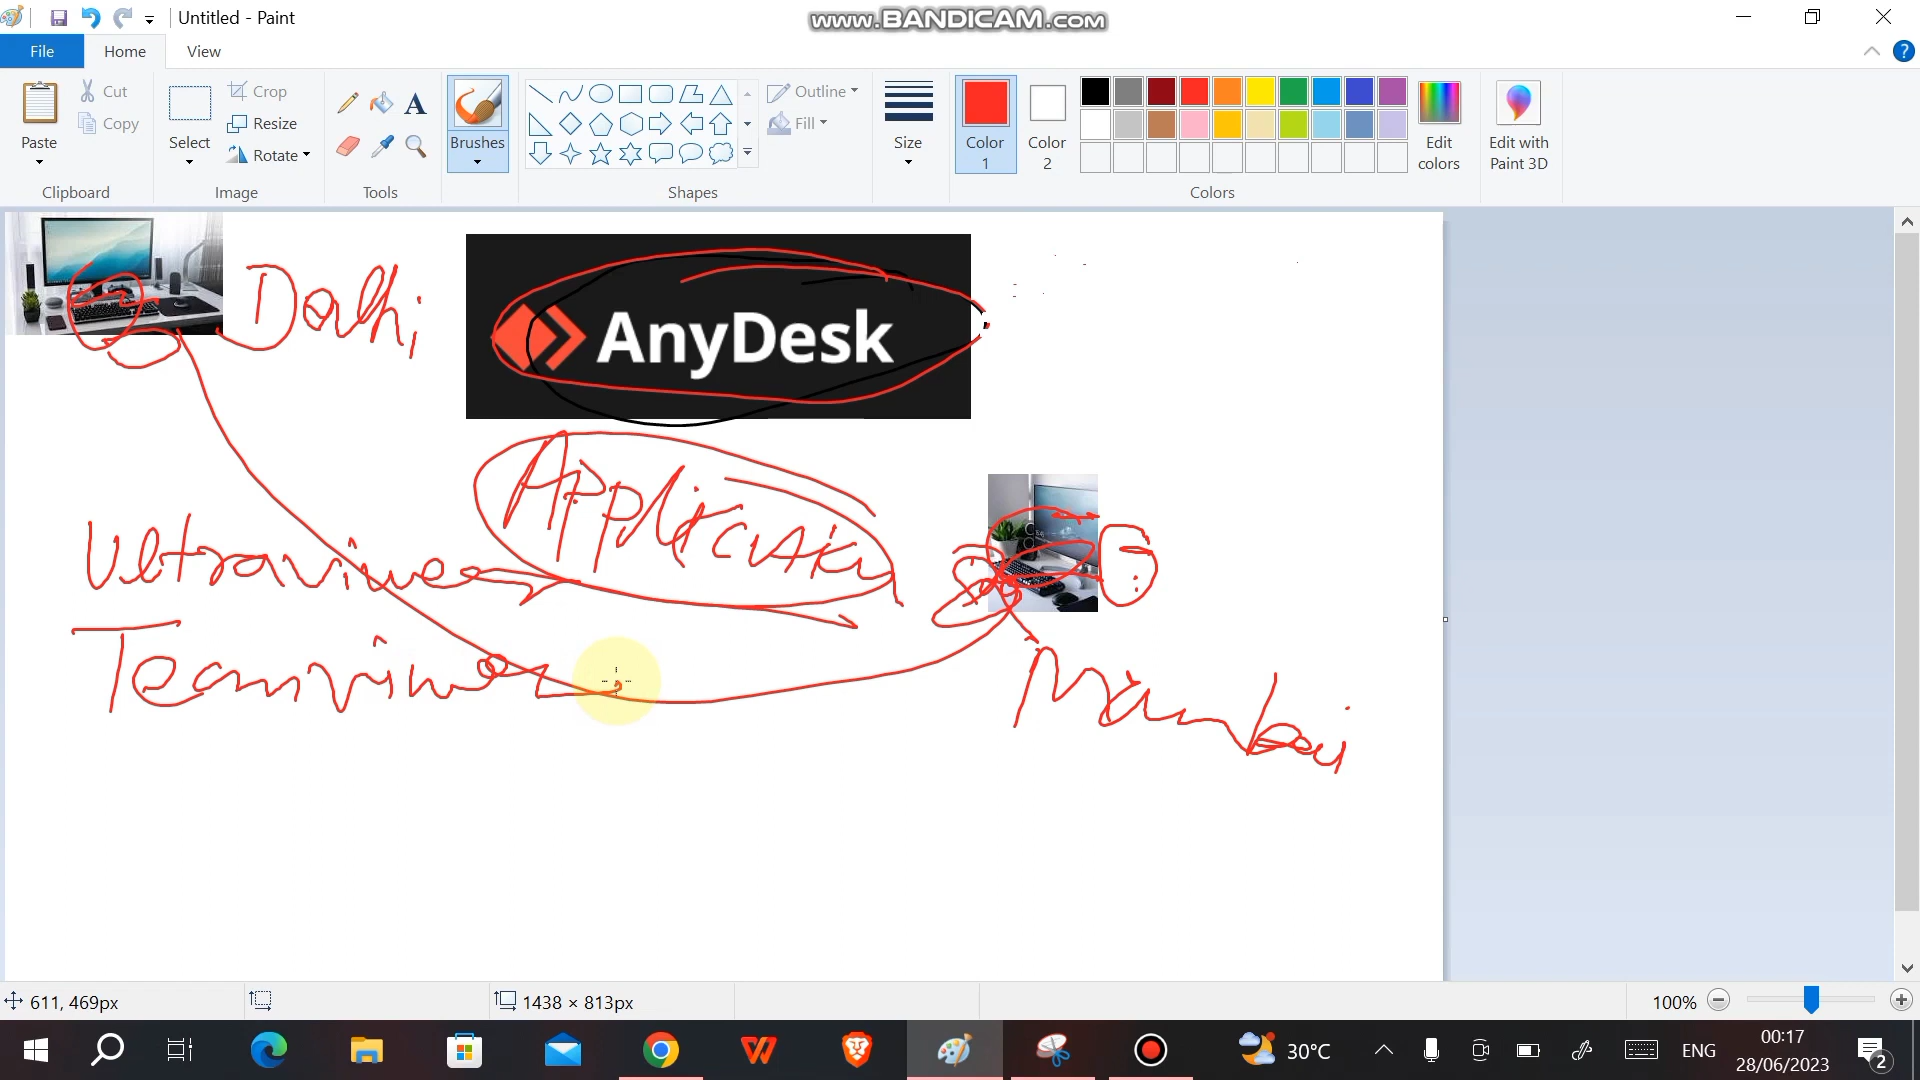 Untitled - Paint
www.BANDICAM.com
File
Home
View
?
Paste
Cut
Copy
Clipboard
Select
Crop
Resize
Rotate
Image
A
Tools
Brushes
Shapes
Outline
Fill
Size
Color 1
Color 2
Edit colors
Edit with Paint 3D
Colors
Dalhi
AnyDesk
Application
Ultraviwer
Teamviwer
Mumbai
611, 469px
1438 × 813px
100%
30°C
ENG
00:17
28/06/2023
2